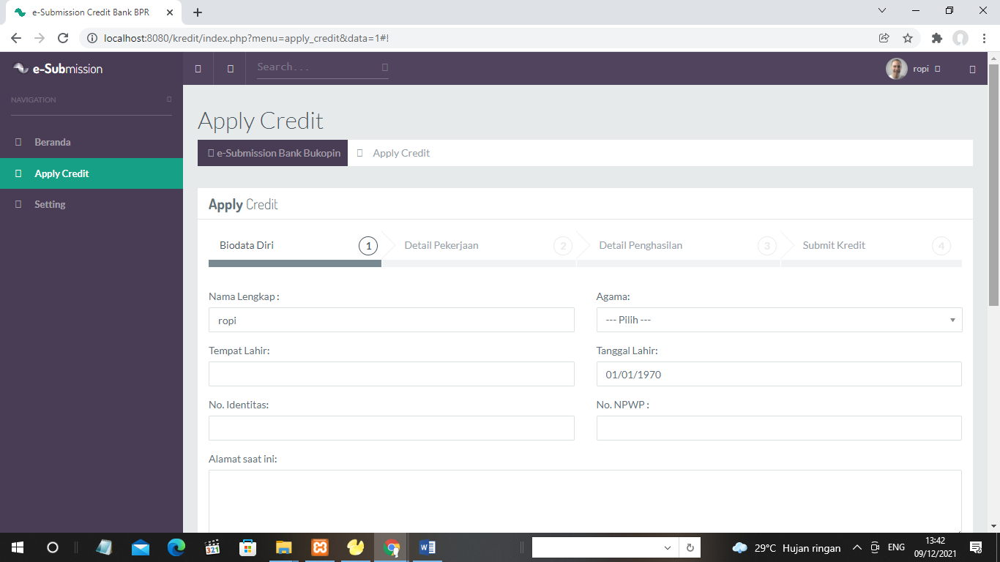 e-Submission Credit Bank BPR
localhost:8080/kredit/index.php?menu=apply_credit&data=1#!
e-Submission
Search...
ropi
NAVIGATION
Beranda
Apply Credit
Setting
Apply Credit
e-Submission Bank Bukopin
Apply Credit
Apply Credit
Biodata Diri 1
Detail Pekerjaan 2
Detail Penghasilan 3
Submit Kredit 4
Nama Lengkap :
ropi
Agama:
--- Pilih ---
Tempat Lahir:
Tanggal Lahir:
01/01/1970
No. Identitas:
No. NPWP :
Alamat saat ini:
321
W
29°C Hujan ringan
ENG
13:42
09/12/2021